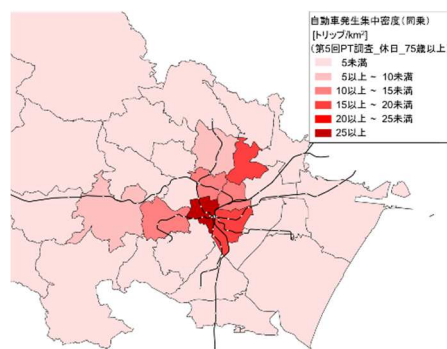 自動車発生集中密度(同乗)
[トリップ/km²]
(第5回PT調査_休日_75歳以上
5未満
5以上 ~ 10未満
10以上 ~ 15未満
15以上 ~ 20未満
20以上 ~ 25未満
25以上